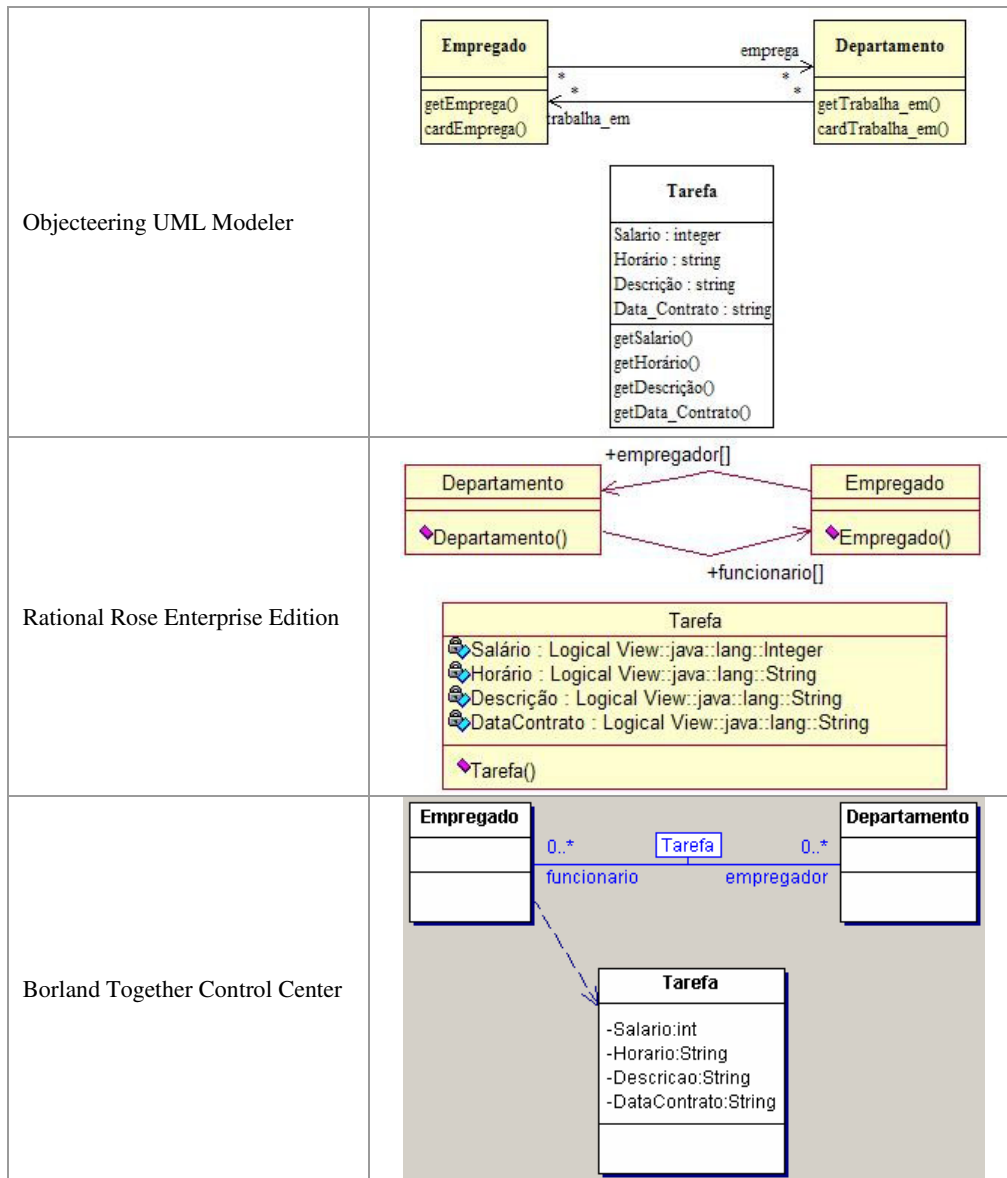 Objecteering UML Modeler
Empregado
emprega
Departamento
*
*
*
*
getEmprega()
cardEmprega()
trabalha_em
getTrabalha_em()
cardTrabalha_em()
Tarefa
Salario : integer
Horário : string
Descrição : string
Data_Contrato : string
getSalario()
getHorário()
getDescrição()
getData_Contrato()
Rational Rose Enterprise Edition
+empregador[]
Departamento
Empregado
Departamento()
Empregado()
+funcionario[]
Tarefa
Salário : Logical View::java::lang::Integer
Horário : Logical View::java::lang::String
Descrição : Logical View::java::lang::String
DataContrato : Logical View::java::lang::String
Tarefa()
Borland Together Control Center
Empregado
Departamento
0..*
Tarefa
0..*
funcionario
empregador
Tarefa
-Salario:int
-Horario:String
-Descricao:String
-DataContrato:String